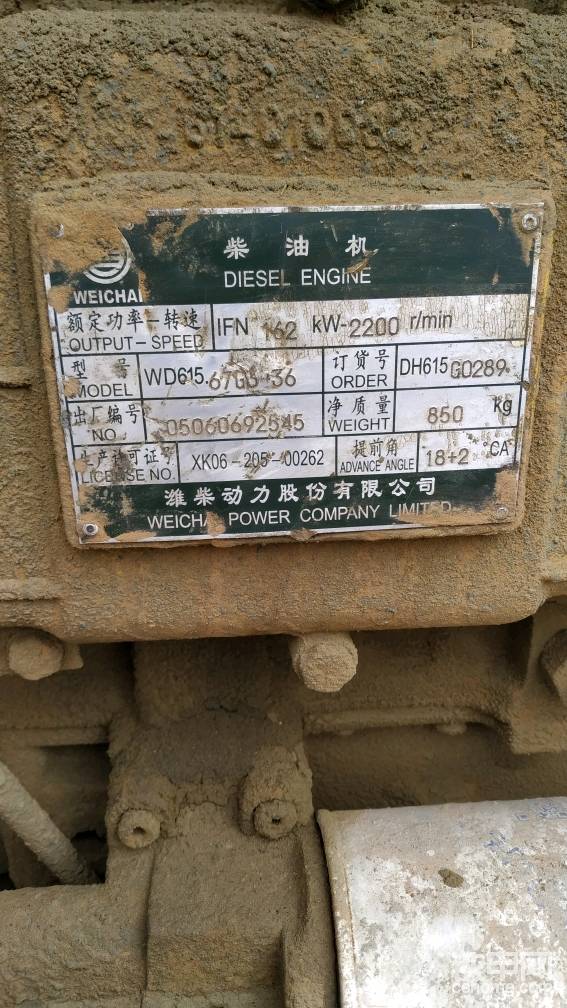 柴油机
DIESEL ENGINE
WEICHAI
额定功率-转速 IFN 162 kW-2200 r/min
OUTPUT-SPEED
型号 WD615.67G3-36 订货号 DH615G0289
MODEL ORDER
出厂编号 05060692545 净质量 850 kg
NO. WEIGHT
生产许可证号 XK06-205-00262 提前角 18+2 °CA
LICENSE NO ADVANCE ANGLE
潍柴动力股份有限公司
WEICHAI POWER COMPANY LIMITED
cehome.com